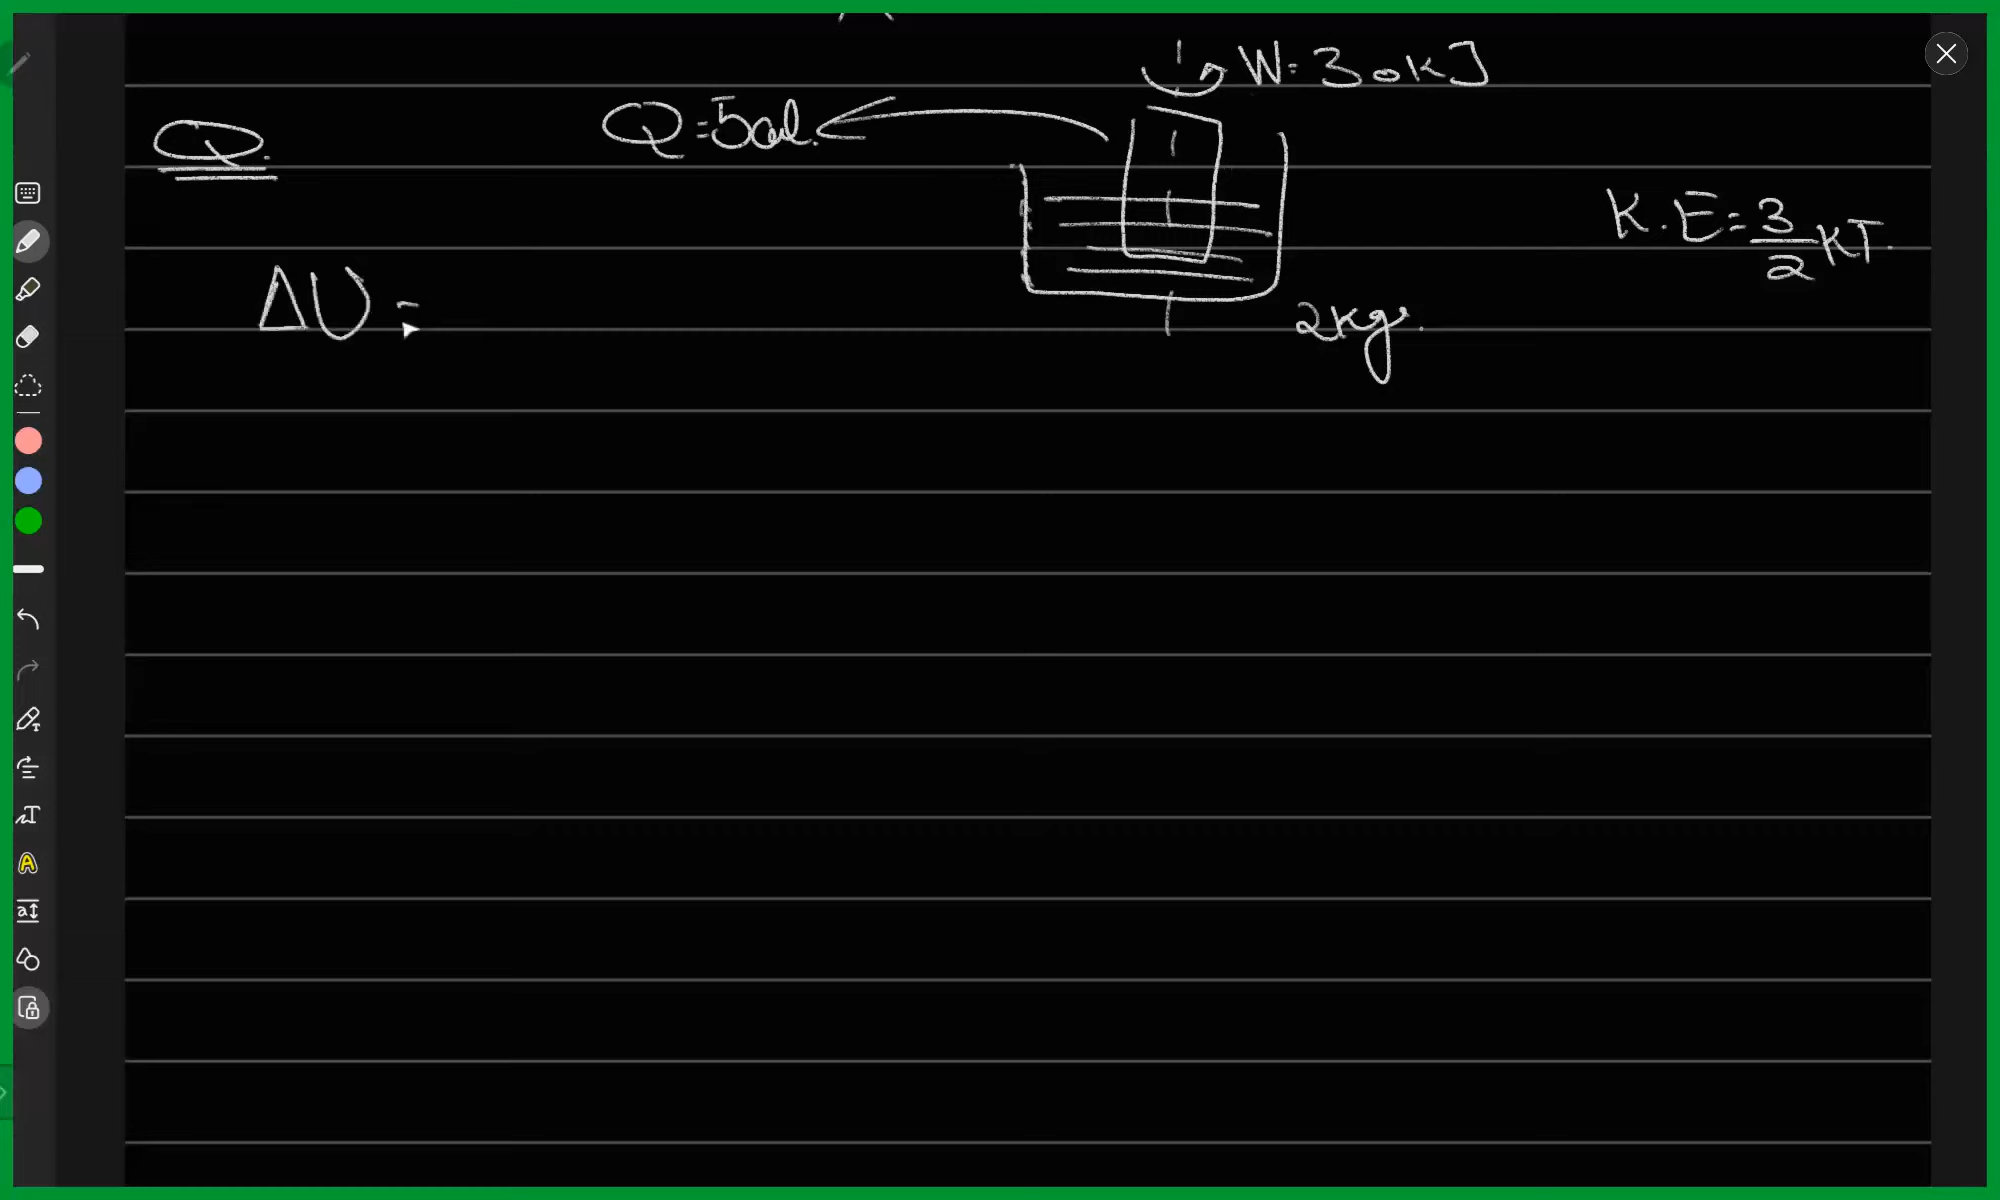 W = 30KJ
Q = 5cal.
Q.
K.E = 3/2 KT.
ΔU =
2kg.